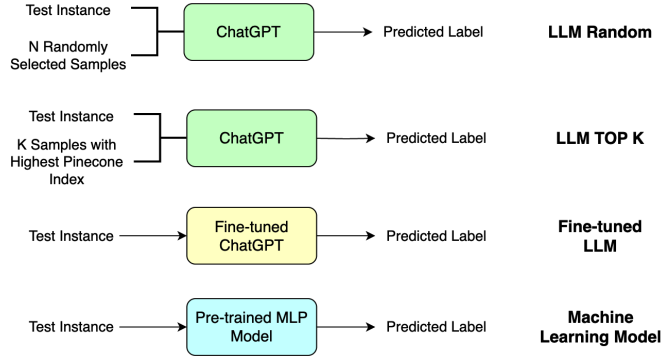 Test Instance
N Randomly
Selected Samples
ChatGPT
Predicted Label
LLM Random
Test Instance
K Samples with
Highest Pinecone
Index
ChatGPT
Predicted Label
LLM TOP K
Test Instance
Fine-tuned
ChatGPT
Predicted Label
Fine-tuned
LLM
Test Instance
Pre-trained MLP
Model
Predicted Label
Machine
Learning Model